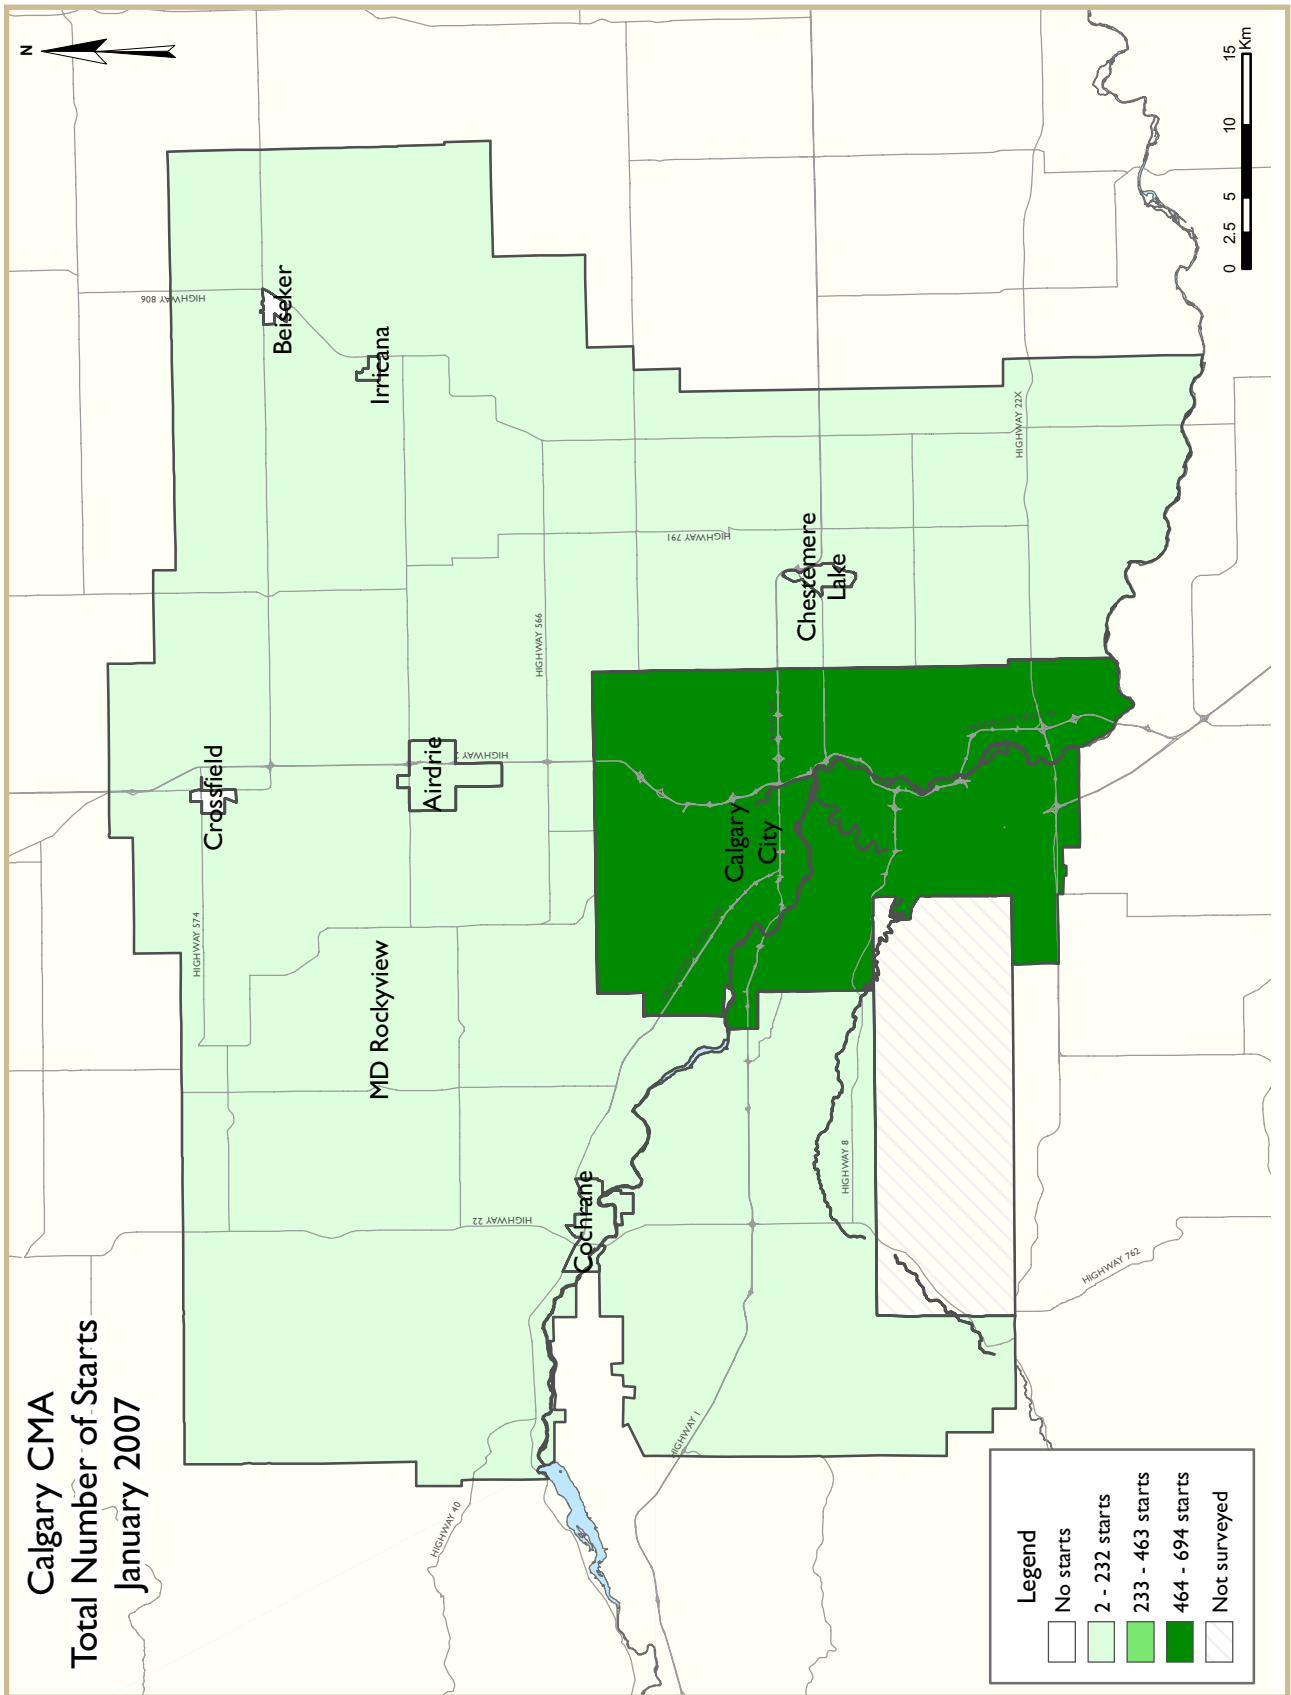 Calgary CMA
Total Number of Starts
January 2007
N
HIGHWAY 574
Crossfield
HIGHWAY 806
Beiseker
Irricana
MD Rockyview
Airdrie
HIGHWAY 2
HIGHWAY 566
HIGHWAY 40
HIGHWAY 22
Cochrane
HIGHWAY 791
HIGHWAY 1
Calgary
City
Chestemere
Lake
HIGHWAY 8
HIGHWAY 22X
HIGHWAY 762
Legend
No starts
2 - 232 starts
233 - 463 starts
464 - 694 starts
Not surveyed
0 2.5 5 10 15
Km